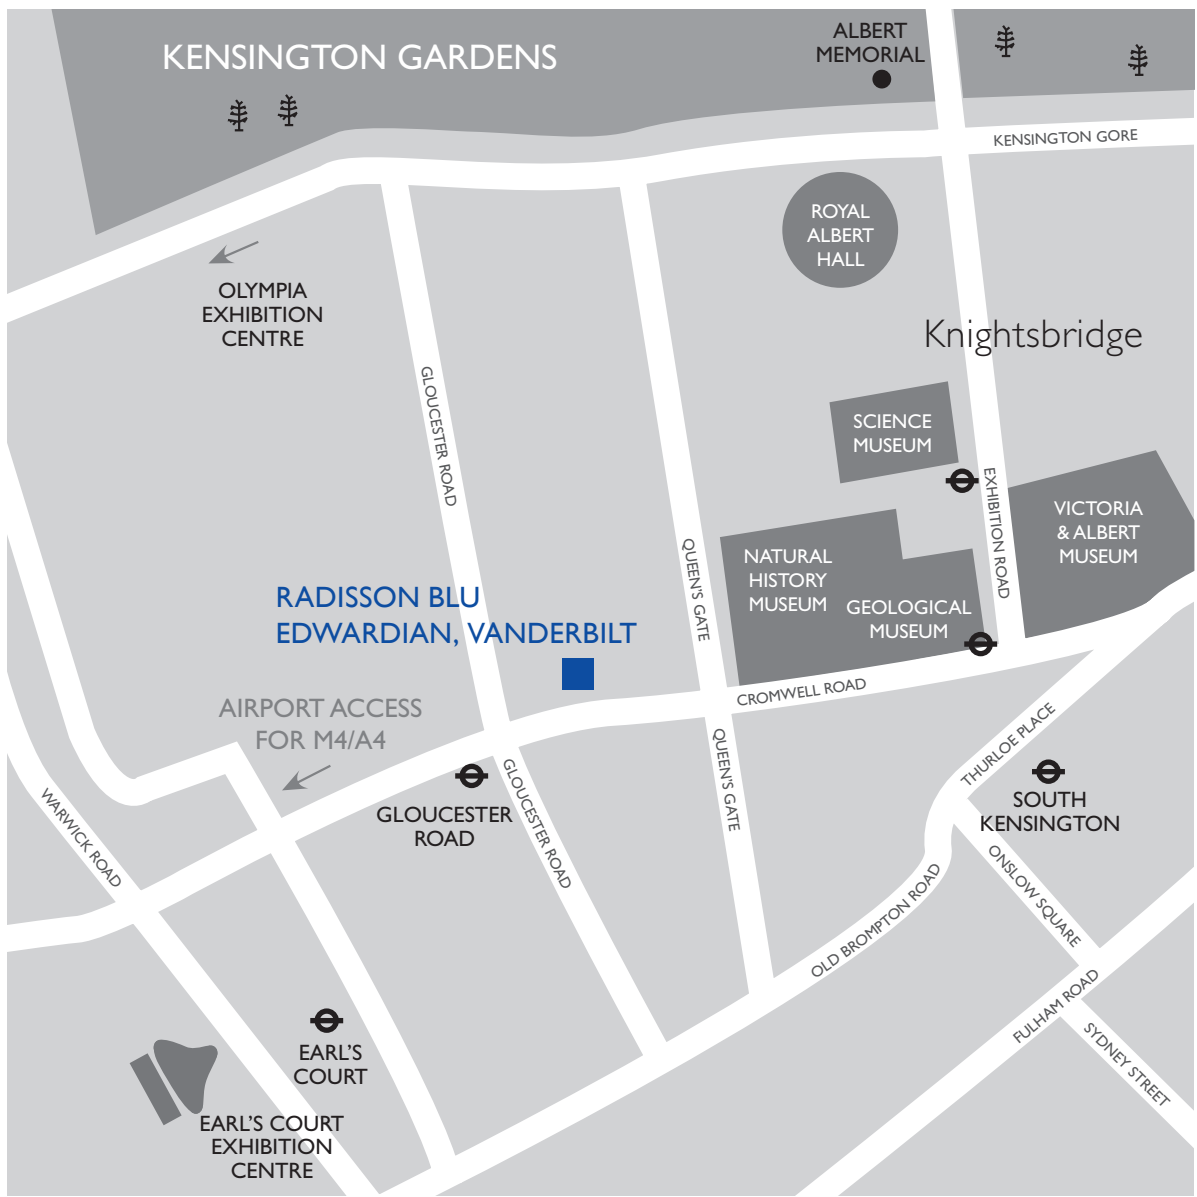 ALBERT
MEMORIAL
KENSINGTON GARDENS
KENSINGTON GORE
ROYAL
ALBERT
HALL
OLYMPIA
EXHIBITION
CENTRE
Knightsbridge
GLOUCESTER ROAD
SCIENCE
MUSEUM
EXHIBITION ROAD
VICTORIA
& ALBERT
MUSEUM
QUEEN'S GATE
NATURAL
HISTORY
MUSEUM
GEOLOGICAL
MUSEUM
RADISSON BLU
EDWARDIAN, VANDERBILT
CROMWELL ROAD
AIRPORT ACCESS
FOR M4/A4
QUEEN'S GATE
THURLOE PLACE
GLOUCESTER
ROAD
GLOUCESTER ROAD
SOUTH
KENSINGTON
WARWICK ROAD
ONSLOW SQUARE
OLD BROMPTON ROAD
FULHAM ROAD
SYDNEY STREET
EARL'S
COURT
EARL'S COURT
EXHIBITION
CENTRE